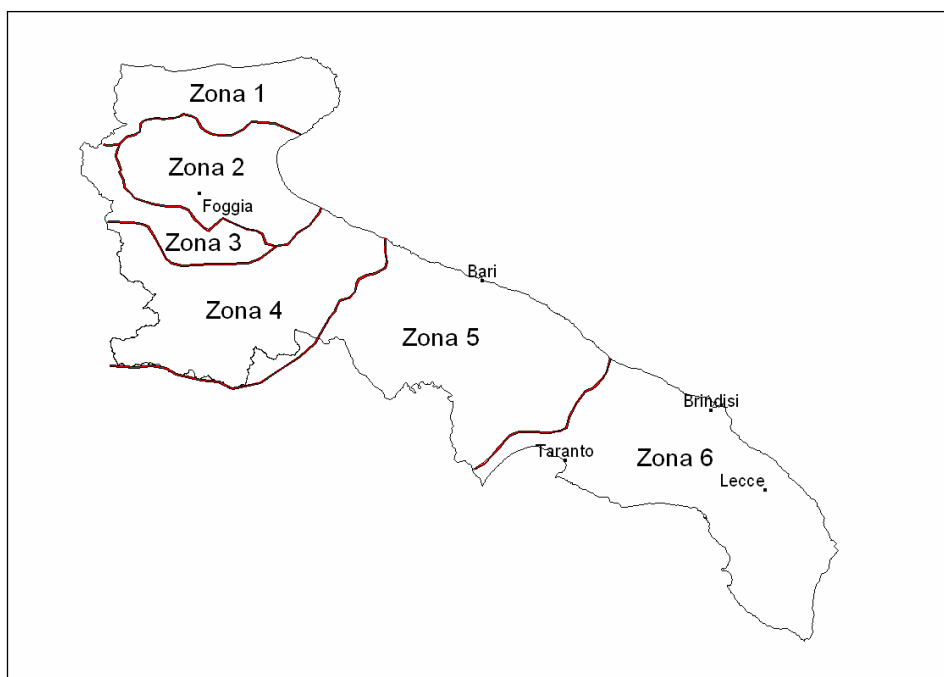 Zona 1
Zona 2
Foggia
Zona 3
Bari
Zona 4
Zona 5
Brindisi
Taranto
Zona 6
Lecce